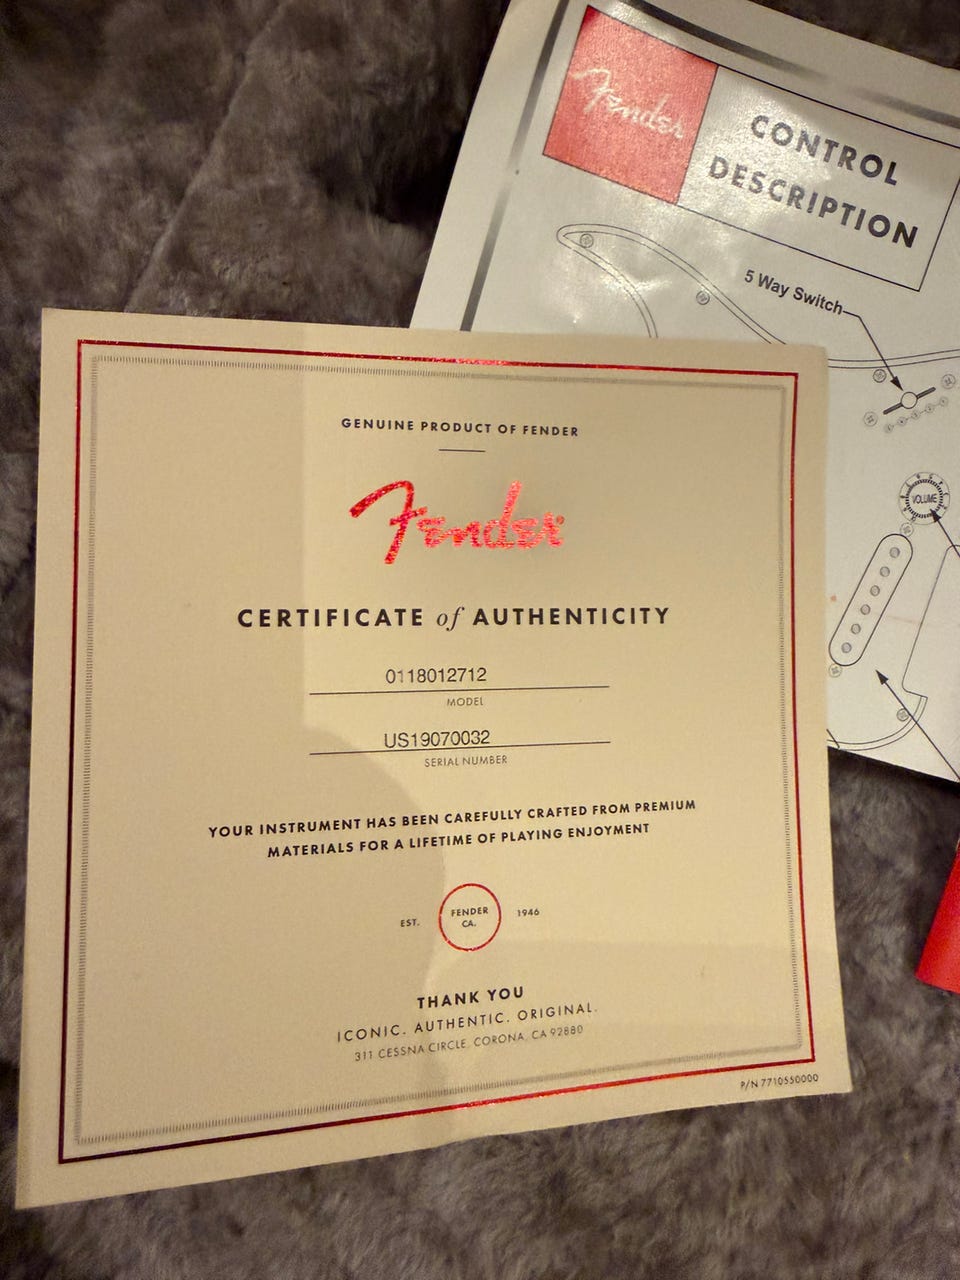 Fender
CONTROL
DESCRIPTION
5 Way Switch
VOLUME
GENUINE PRODUCT OF FENDER
Fender
CERTIFICATE of AUTHENTICITY
0118012712
MODEL
US19070032
SERIAL NUMBER
YOUR INSTRUMENT HAS BEEN CAREFULLY CRAFTED FROM PREMIUM
MATERIALS FOR A LIFETIME OF PLAYING ENJOYMENT
EST. FENDER CA. 1946
THANK YOU
ICONIC. AUTHENTIC. ORIGINAL.
311 CESSNA CIRCLE, CORONA, CA 92880
P/N 7710550000